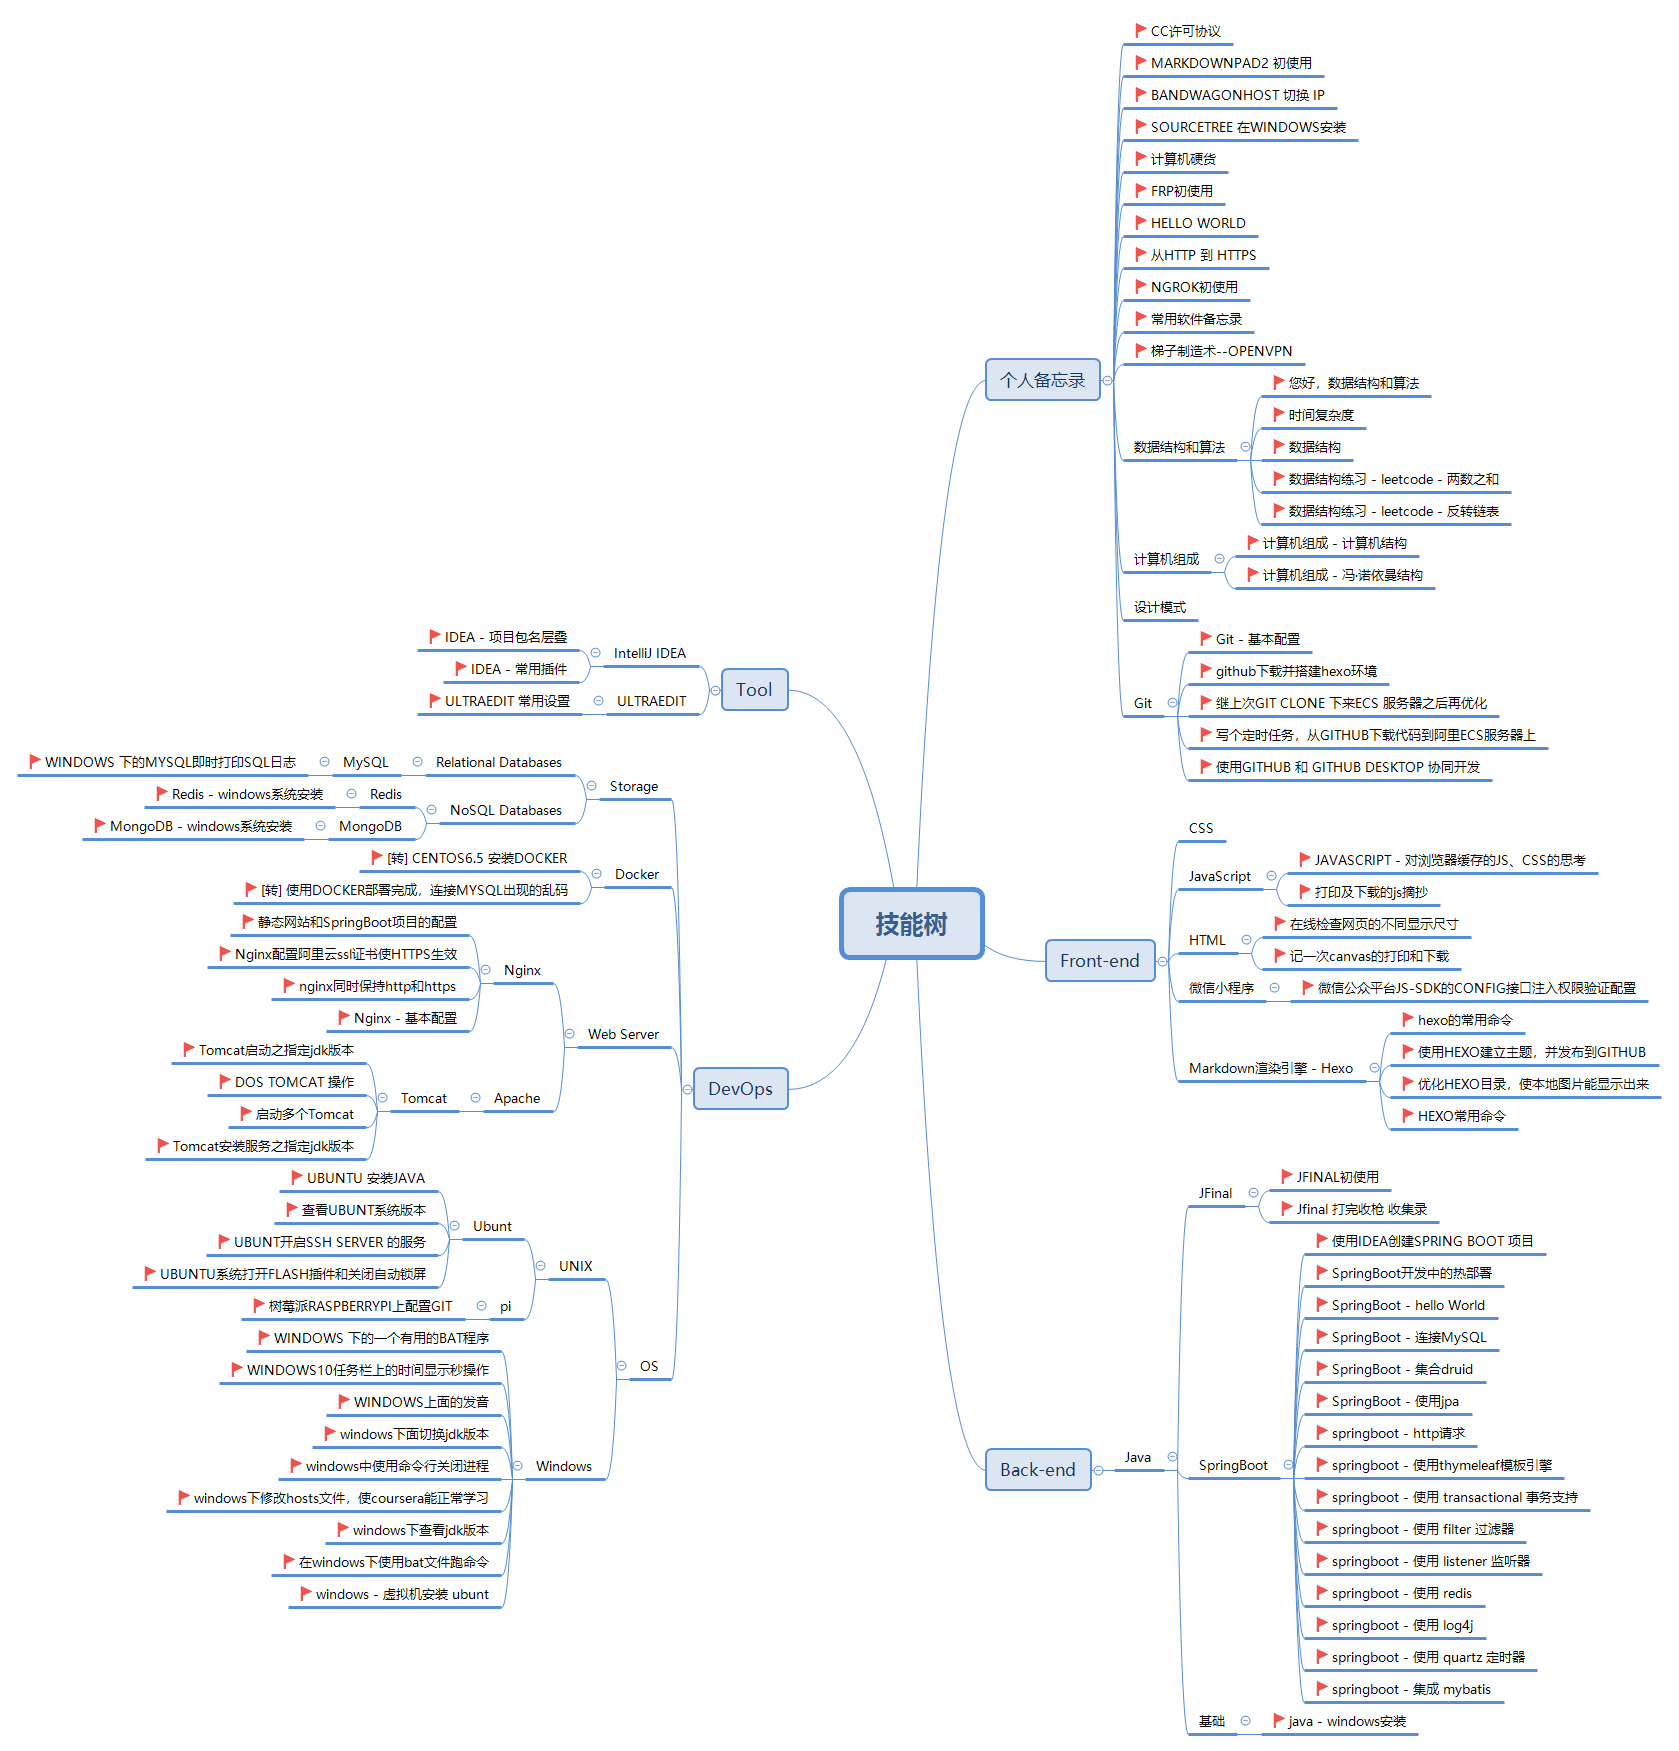 技能树
个人备忘录
CC许可协议
MARKDOWNPAD2 初使用
BANDWAGONHOST 切换 IP
SOURCETREE 在WINDOWS安装
计算机硬货
FRP初使用
HELLO WORLD
从HTTP 到 HTTPS
NGROK初使用
常用软件备忘录
梯子制造术--OPENVPN
数据结构和算法
您好，数据结构和算法
时间复杂度
数据结构
数据结构练习 - leetcode - 两数之和
数据结构练习 - leetcode - 反转链表
计算机组成
计算机组成 - 计算机结构
计算机组成 - 冯·诺依曼结构
设计模式
Git
Git - 基本配置
github下载并搭建hexo环境
继上次GIT CLONE 下来ECS 服务器之后再优化
写个定时任务，从GITHUB下载代码到阿里ECS服务器上
使用GITHUB 和 GITHUB DESKTOP 协同开发
Front-end
CSS
JavaScript
JAVASCRIPT - 对浏览器缓存的JS、CSS的思考
打印及下载的js摘抄
HTML
在线检查网页的不同显示尺寸
记一次canvas的打印和下载
微信小程序
微信公众平台JS-SDK的CONFIG接口注入权限验证配置
Markdown渲染引擎 - Hexo
hexo的常用命令
使用HEXO建立主题，并发布到GITHUB
优化HEXO目录，使本地图片能显示出来
HEXO常用命令
Back-end
Java
JFinal
JFINAL初使用
Jfinal 打完收枪 收集录
SpringBoot
使用IDEA创建SPRING BOOT 项目
SpringBoot开发中的热部署
SpringBoot - hello World
SpringBoot - 连接MySQL
SpringBoot - 集合druid
SpringBoot - 使用jpa
springboot - http请求
springboot - 使用thymeleaf模板引擎
springboot - 使用 transactional 事务支持
springboot - 使用 filter 过滤器
springboot - 使用 listener 监听器
springboot - 使用 redis
springboot - 使用 log4j
springboot - 使用 quartz 定时器
springboot - 集成 mybatis
基础
java - windows安装
Tool
IntelliJ IDEA
IDEA - 项目包名层叠
IDEA - 常用插件
ULTRAEDIT
ULTRAEDIT 常用设置
DevOps
Storage
Relational Databases
MySQL
WINDOWS 下的MYSQL即时打印SQL日志
NoSQL Databases
Redis
Redis - windows系统安装
MongoDB
MongoDB - windows系统安装
Docker
[转] CENTOS6.5 安装DOCKER
[转] 使用DOCKER部署完成，连接MYSQL出现的乱码
Web Server
Nginx
静态网站和SpringBoot项目的配置
Nginx配置阿里云ssl证书使HTTPS生效
nginx同时保持http和https
Nginx - 基本配置
Apache
Tomcat
Tomcat启动之指定jdk版本
DOS TOMCAT 操作
启动多个Tomcat
Tomcat安装服务之指定jdk版本
OS
UNIX
Ubunt
UBUNTU 安装JAVA
查看UBUNT系统版本
UBUNT开启SSH SERVER 的服务
UBUNTU系统打开FLASH插件和关闭自动锁屏
pi
树莓派RASPBERRYPI上配置GIT
Windows
WINDOWS 下的一个有用的BAT程序
WINDOWS10任务栏上的时间显示秒操作
WINDOWS上面的发音
windows下面切换jdk版本
windows中使用命令行关闭进程
windows下修改hosts文件，使coursera能正常学习
windows下查看jdk版本
在windows下使用bat文件跑命令
windows - 虚拟机安装 ubunt